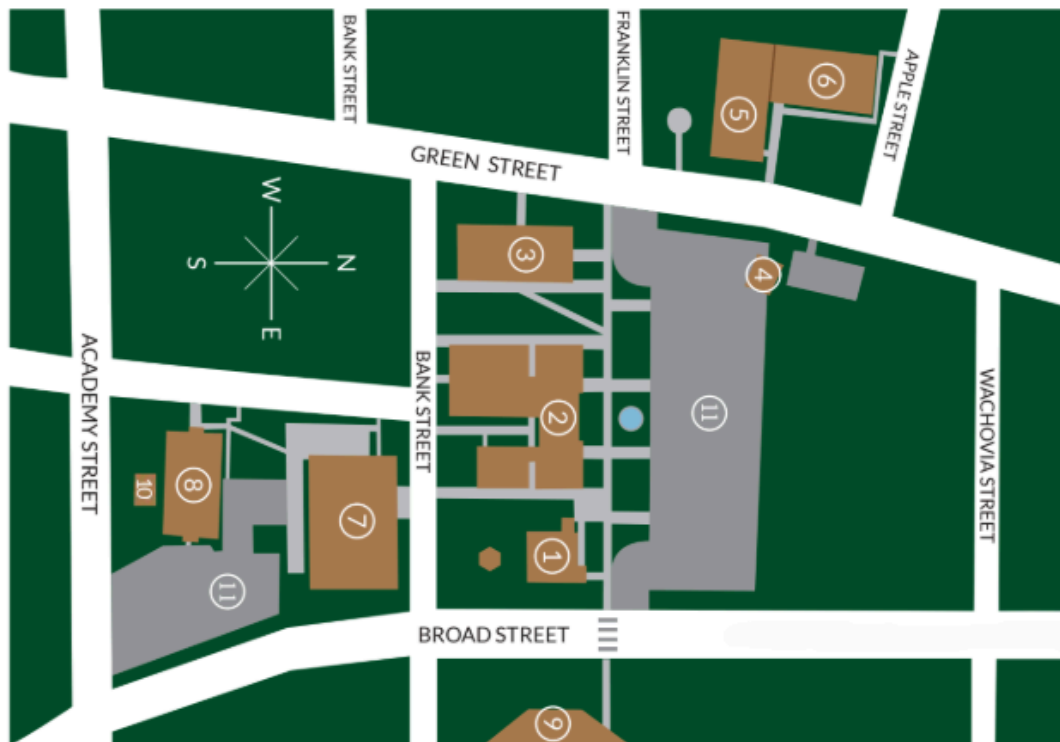 BANK STREET
FRANKLIN STREET
APPLE STREET
6
5
GREEN STREET
W
S
N
E
3
4
ACADEMY STREET
BANK STREET
2
11
WACHOVIA STREET
10
8
7
1
11
BROAD STREET
9